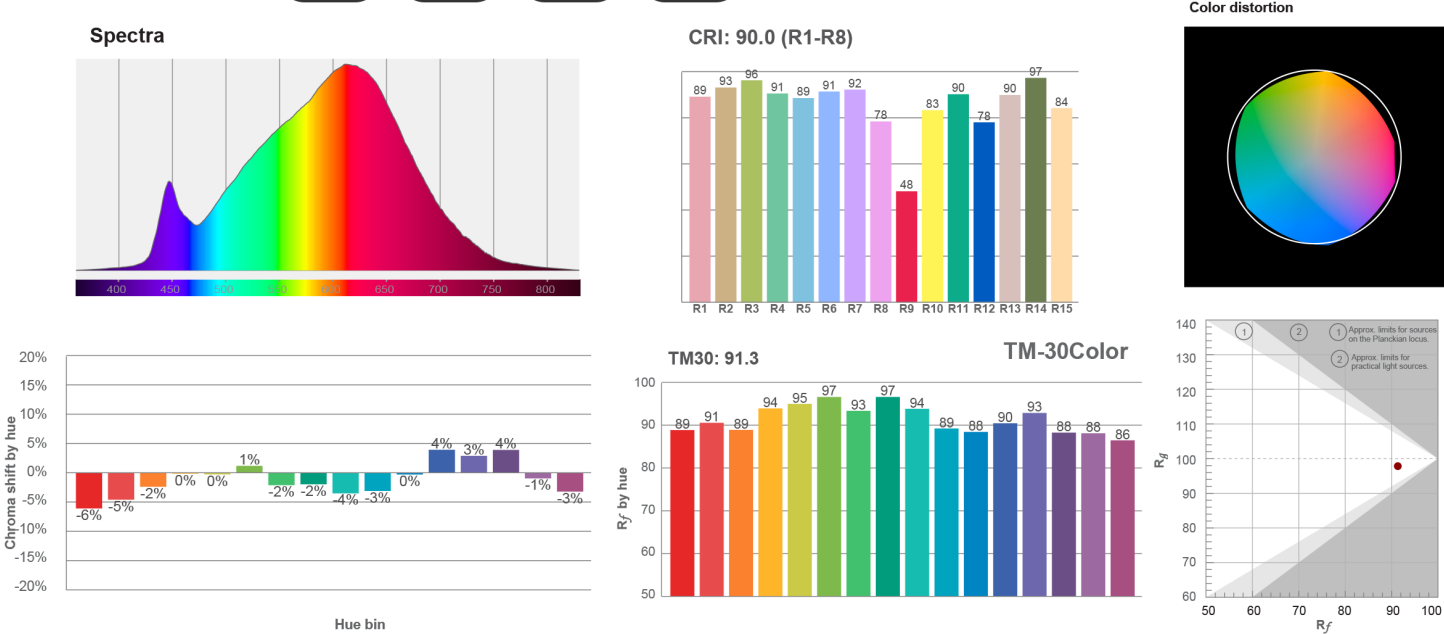 Color distortion
Spectra
CRI: 90.0 (R1-R8)
89 93 96 91 89 91 92 78 48 83 90 78 90 97 84
R1 R2 R3 R4 R5 R6 R7 R8 R9 R10 R11 R12 R13 R14 R15
400 450 500 550 600 650 700 750 800
20%
15%
10%
5%
0%
-5%
-10%
-15%
-20%
Chroma shift by hue
-6% -5% -2% 0% 0% 1% -2% -2% -4% -3% 0% 4% 3% 4% -1% -3%
Hue bin
TM30: 91.3
TM-30Color
100
90
80
70
60
50
Rf by hue
89 91 89 94 95 97 93 97 94 89 88 90 93 88 88 86
140
130
120
110
100
90
80
70
60
Rg
1
2
1 Approx. limits for sources
on the Planckian locus.
2 Approx. limits for
practical light sources.
50 60 70 80 90 100
Rf